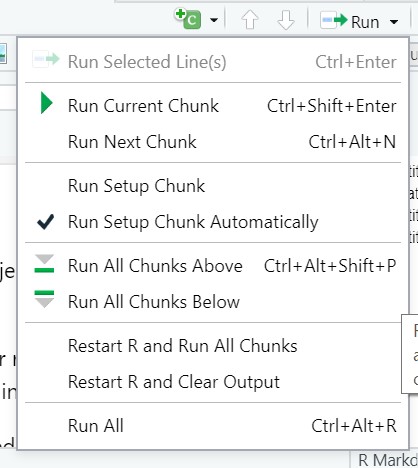 Run
Run Selected Line(s) Ctrl+Enter
Run Current Chunk Ctrl+Shift+Enter
Run Next Chunk Ctrl+Alt+N
Run Setup Chunk
Run Setup Chunk Automatically
Run All Chunks Above Ctrl+Alt+Shift+P
Run All Chunks Below
Restart R and Run All Chunks
Restart R and Clear Output
Run All Ctrl+Alt+R
R Markd